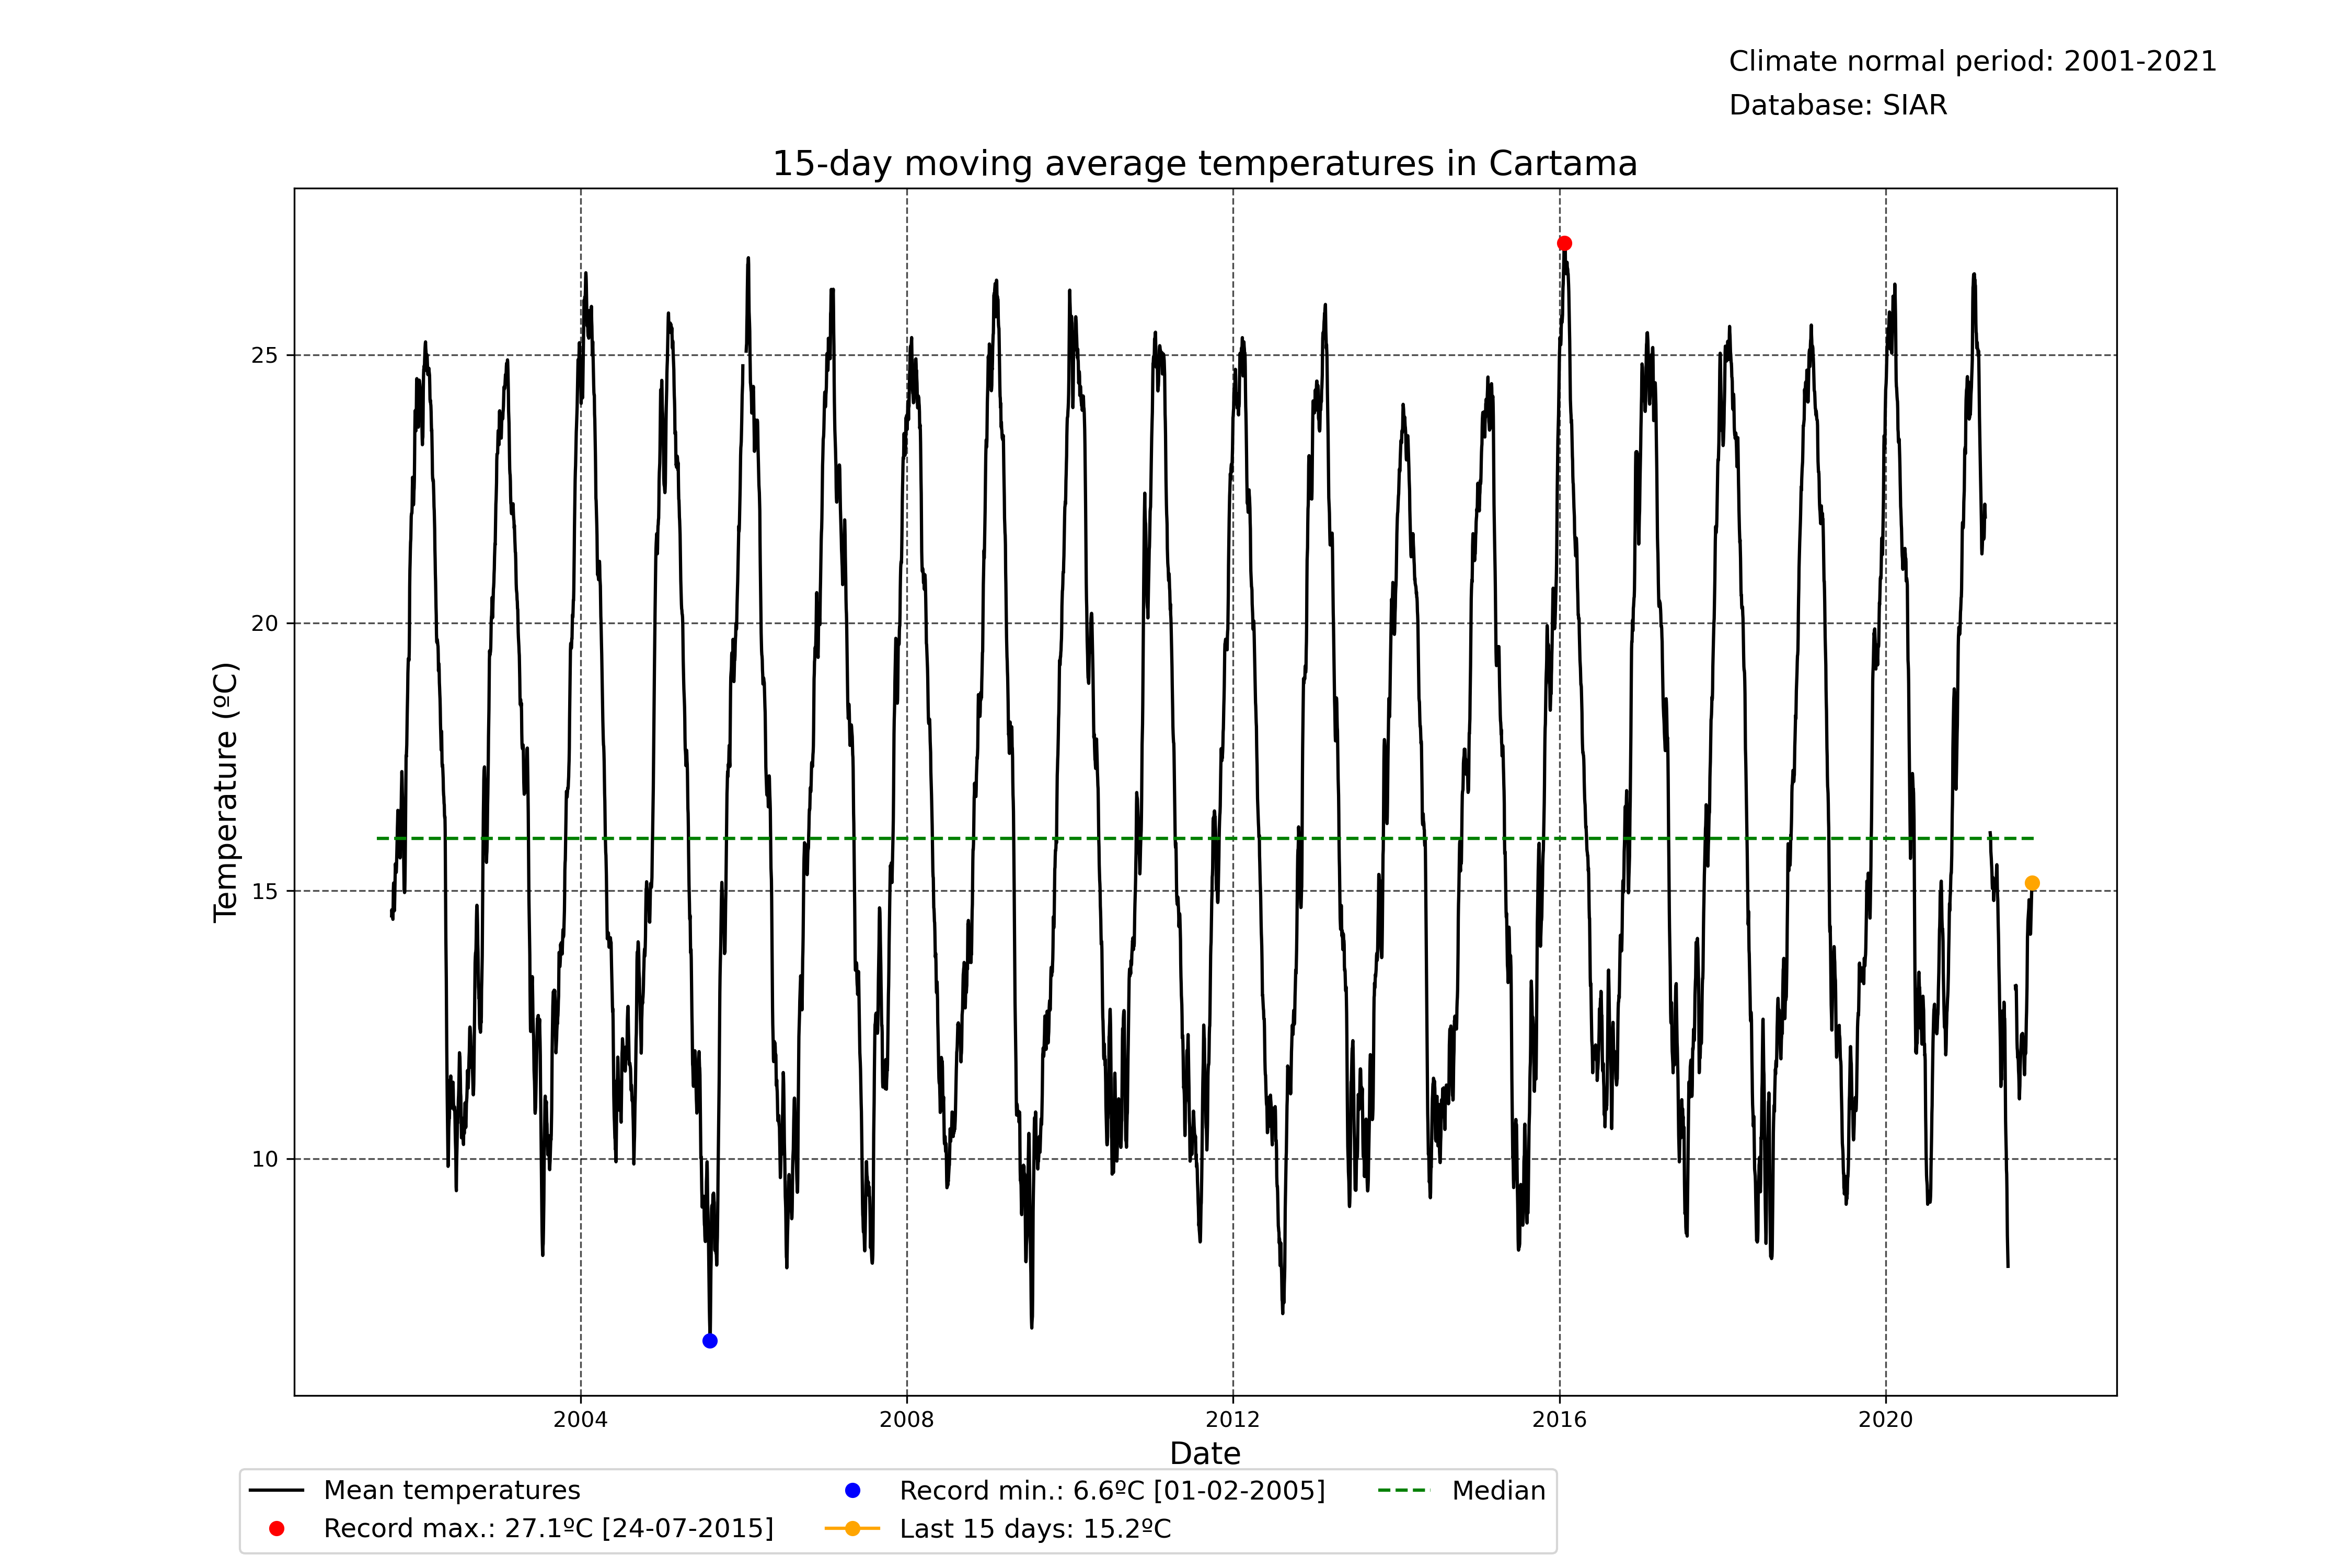 Climate normal period: 2001-2021
Database: SIAR
15-day moving average temperatures in Cartama
25
20
15
10
Temperature (ºC)
2004 2008 2012 2016 2020
Date
Mean temperatures
Record max.: 27.1ºC [24-07-2015]
Record min.: 6.6ºC [01-02-2005]
Last 15 days: 15.2ºC
Median